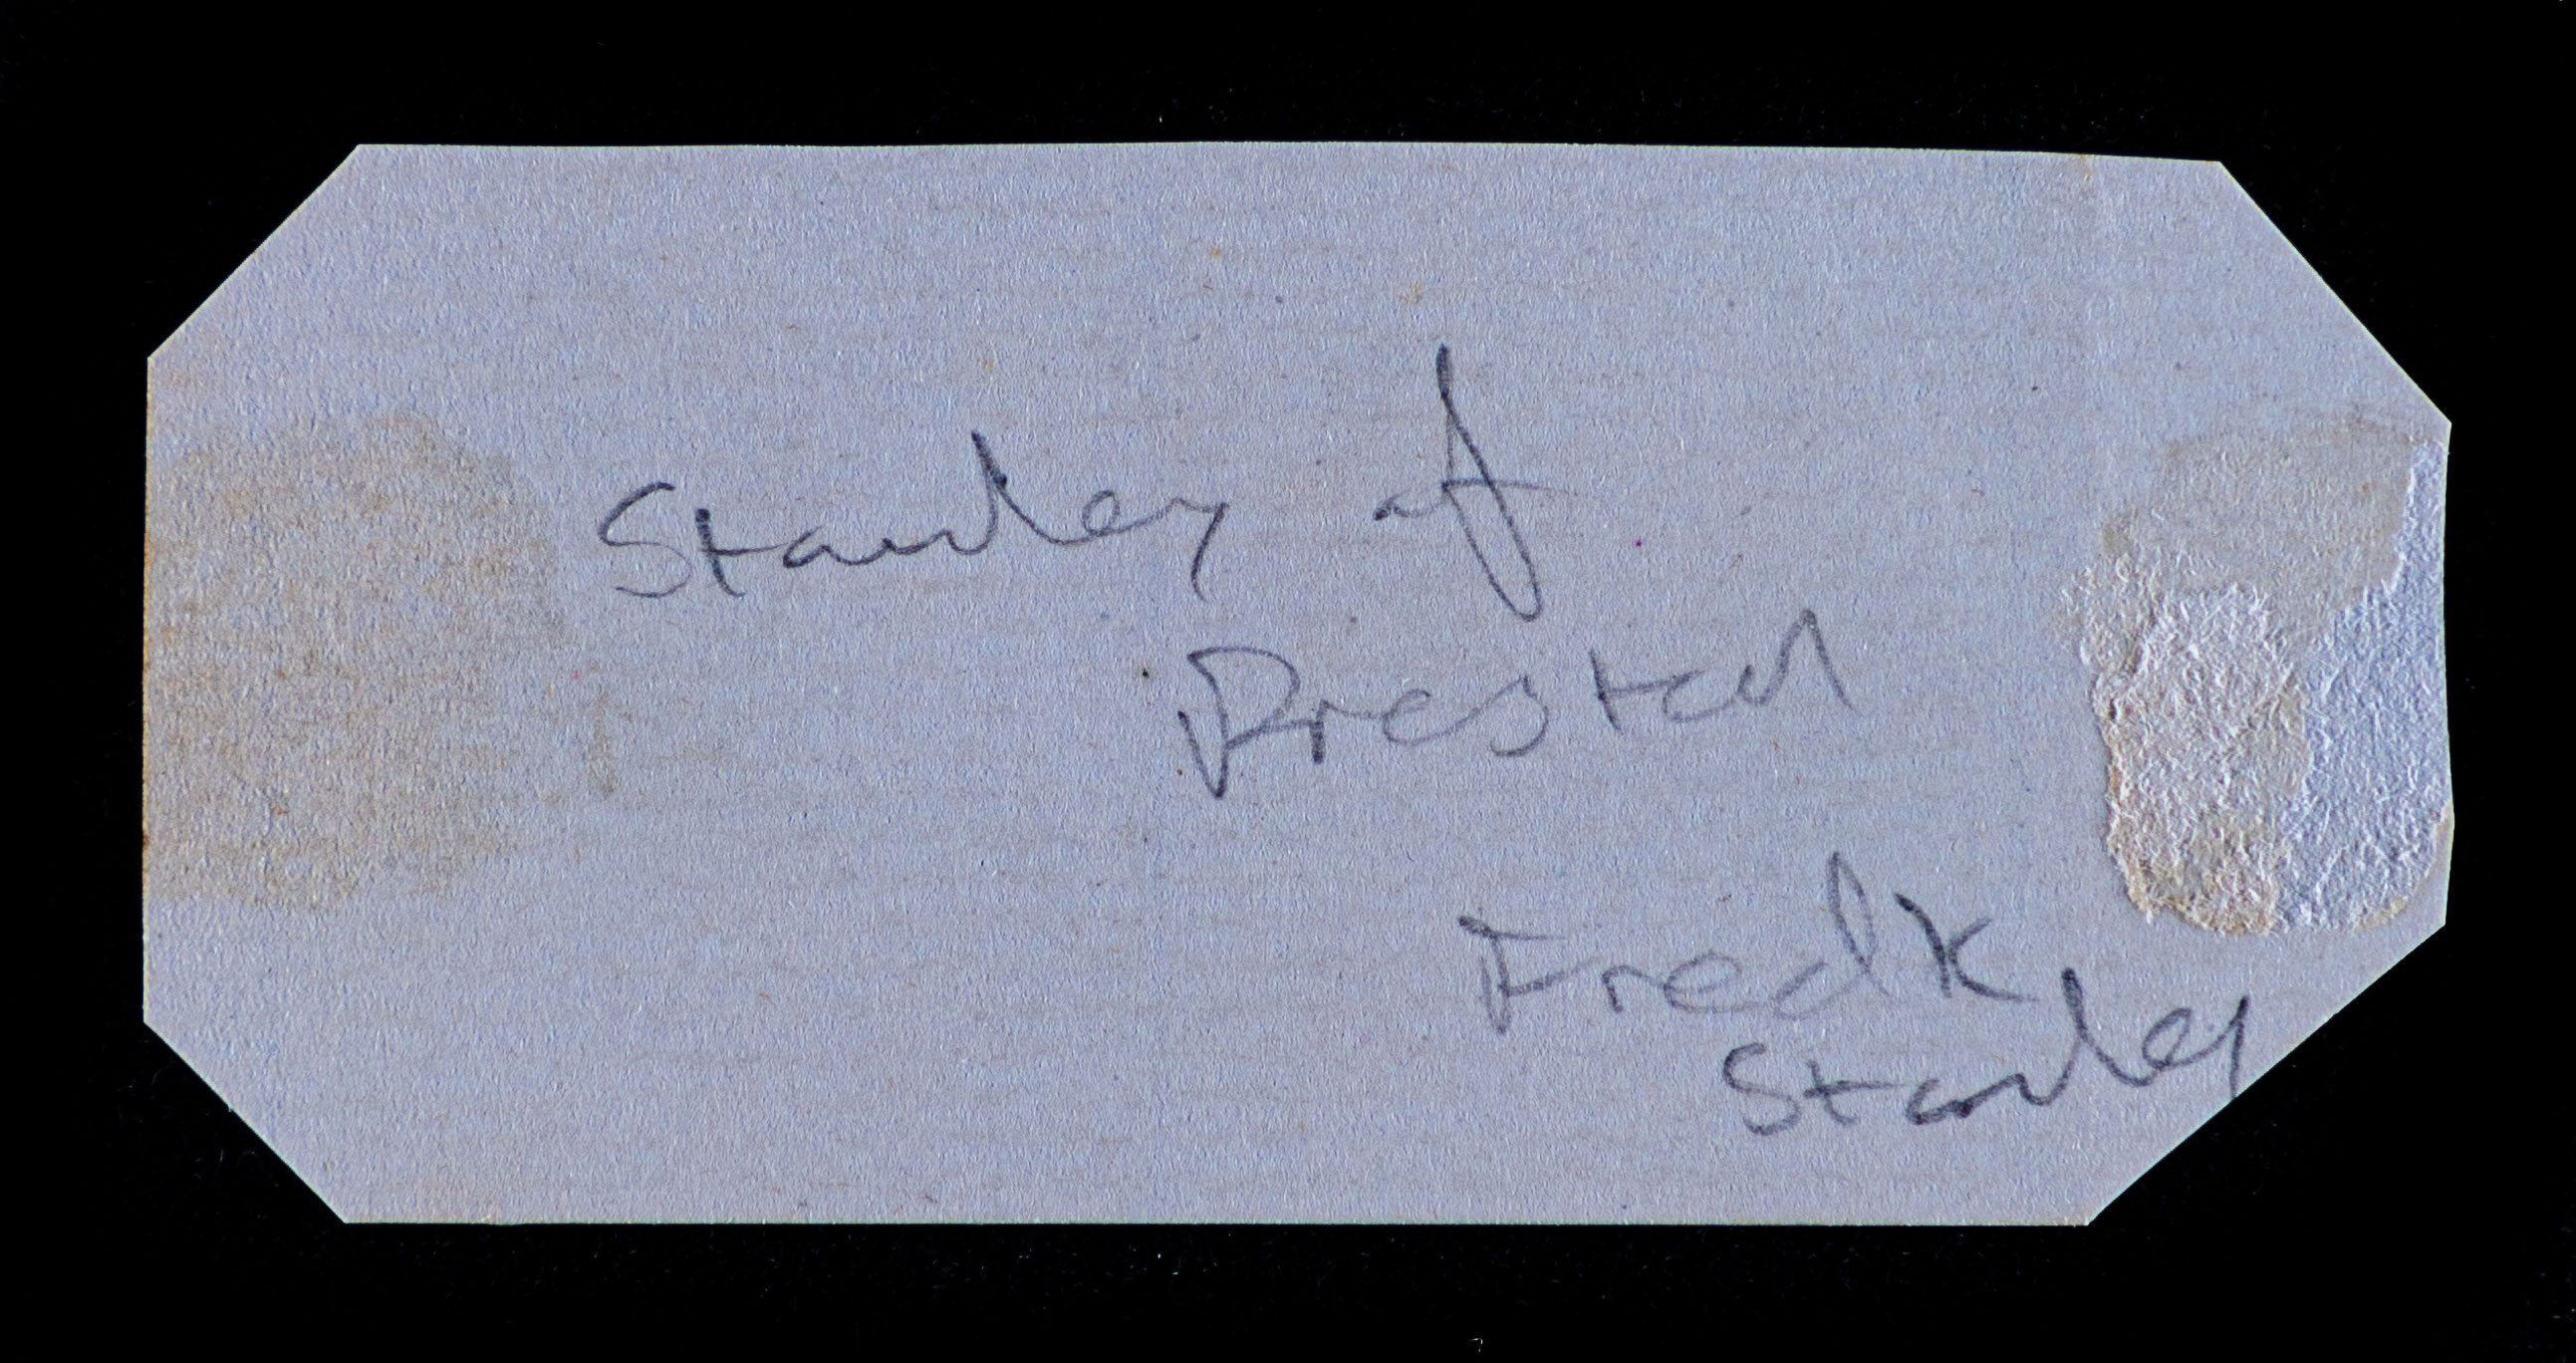 Stanley of
Preston
Fredk
Stanley